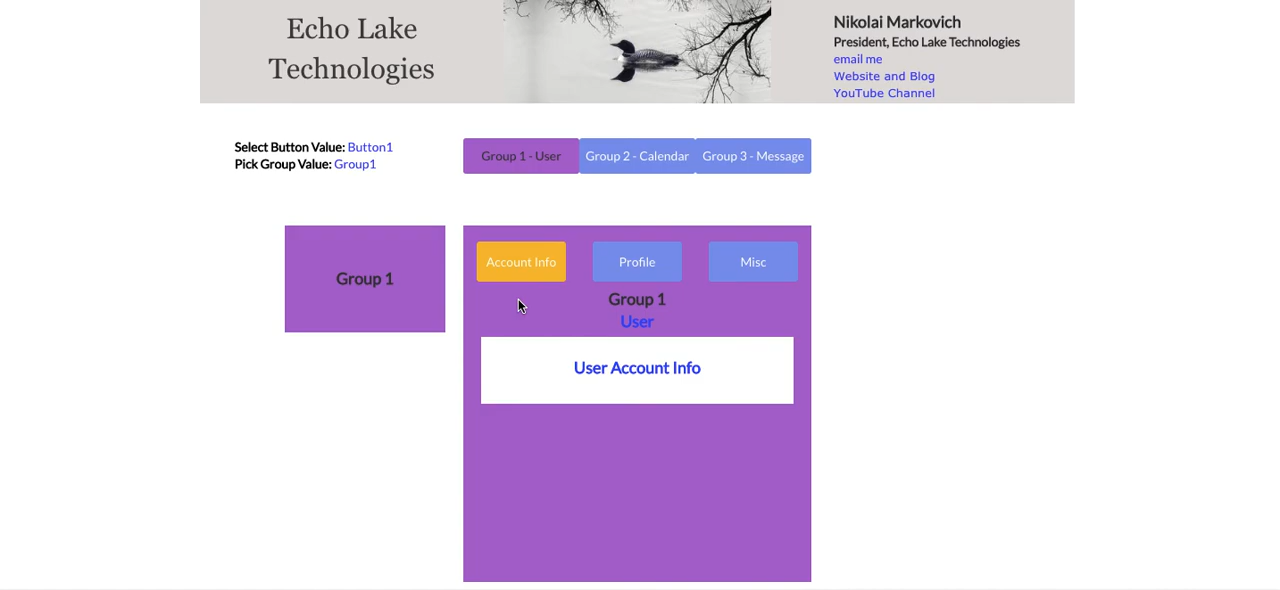 Echo Lake
Technologies
Nikolai Markovich
President, Echo Lake Technologies
email me
Website and Blog
YouTube Channel
Select Button Value: Button1
Pick Group Value: Group1
Group 1 - User
Group 2 - Calendar
Group 3 - Message
Group 1
Account Info
Profile
Misc
Group 1
User
User Account Info